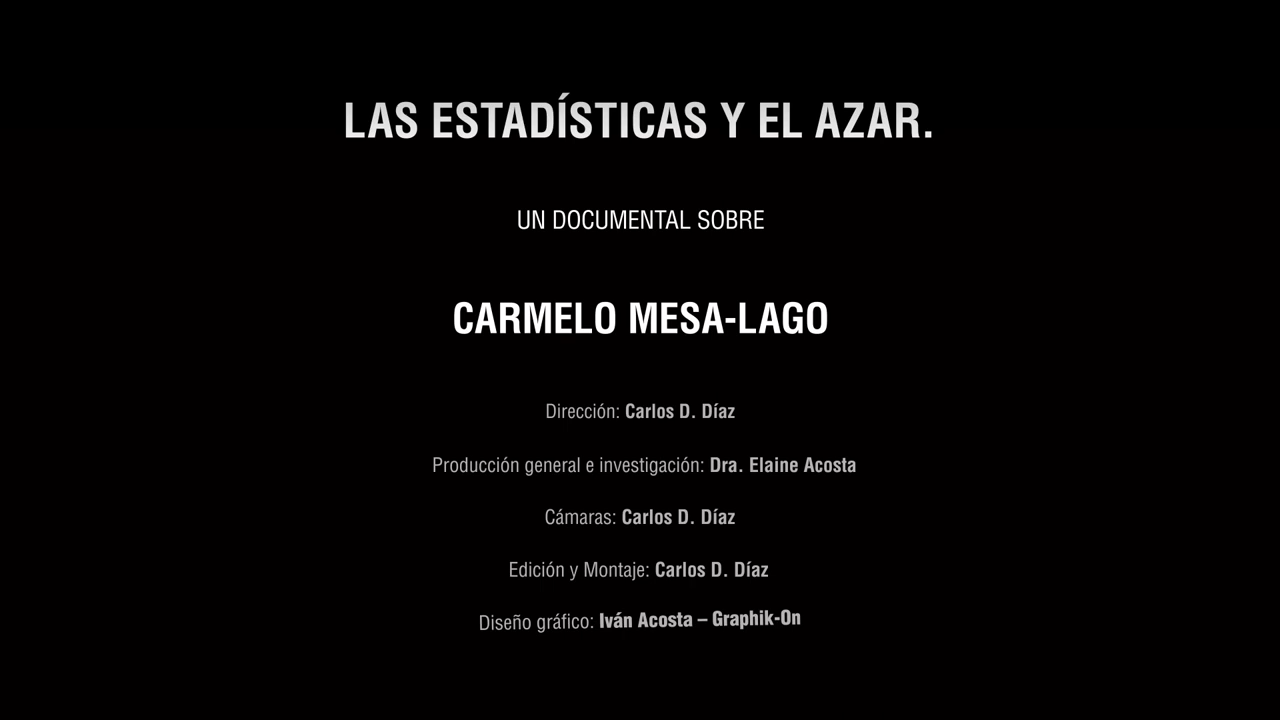 LAS ESTADÍSTICAS Y EL AZAR.
UN DOCUMENTAL SOBRE
CARMELO MESA-LAGO
Dirección: Carlos D. Díaz
Producción general e investigación: Dra. Elaine Acosta
Cámaras: Carlos D. Díaz
Edición y Montaje: Carlos D. Díaz
Diseño gráfico: Iván Acosta – Graphik-On